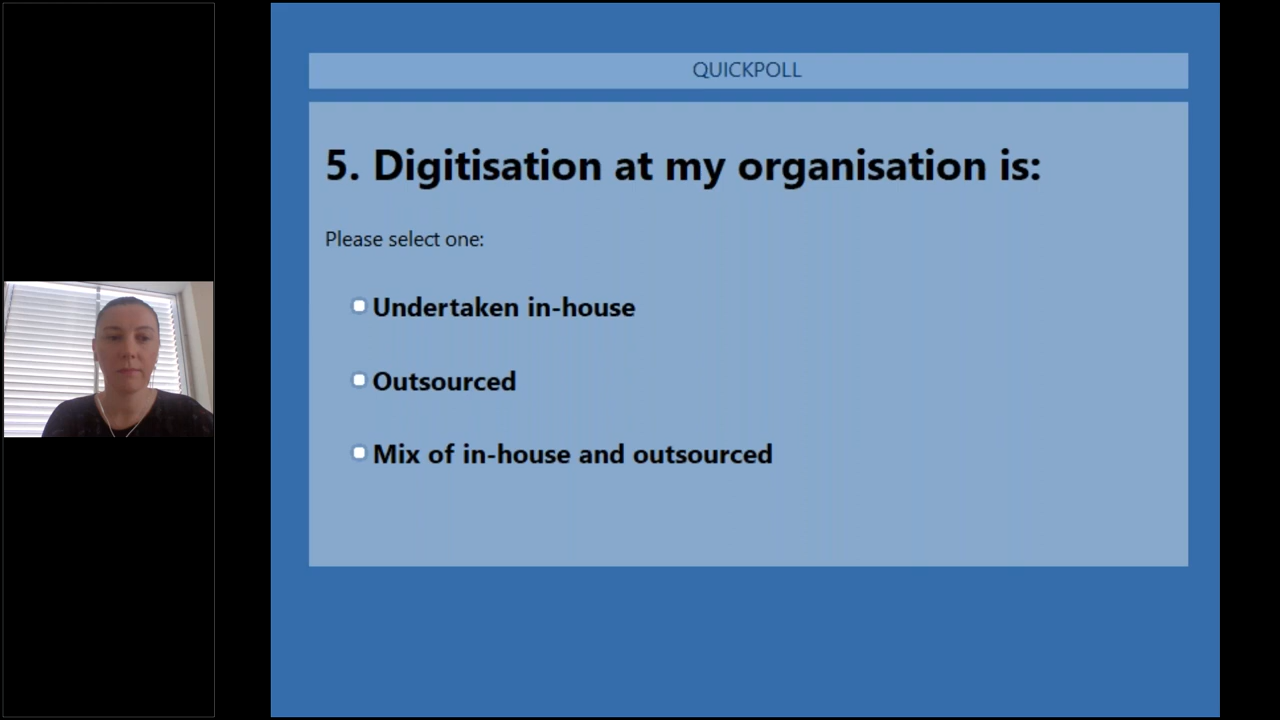 QUICKPOLL
5. Digitisation at my organisation is:
Please select one:
Undertaken in-house
Outsourced
Mix of in-house and outsourced